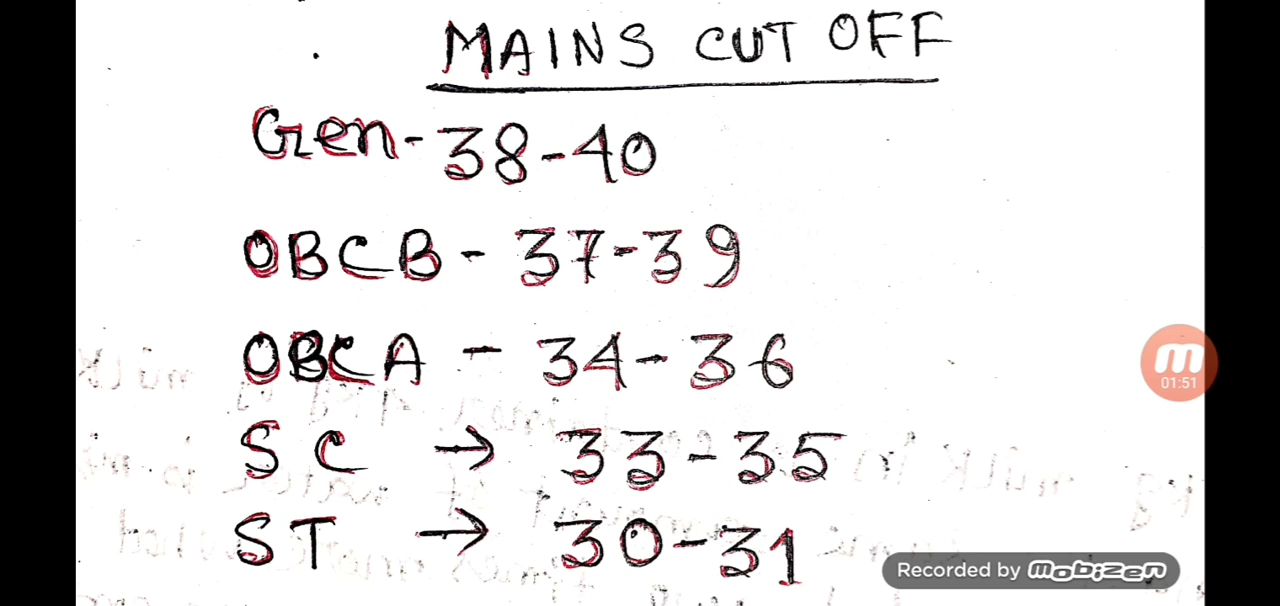 MAINS CUT OFF
Gen - 38 - 40
OBCB - 37 - 39
OBCA - 34 - 36
SC → 33 - 35
ST → 30 - 31
01:51
Recorded by mobizen